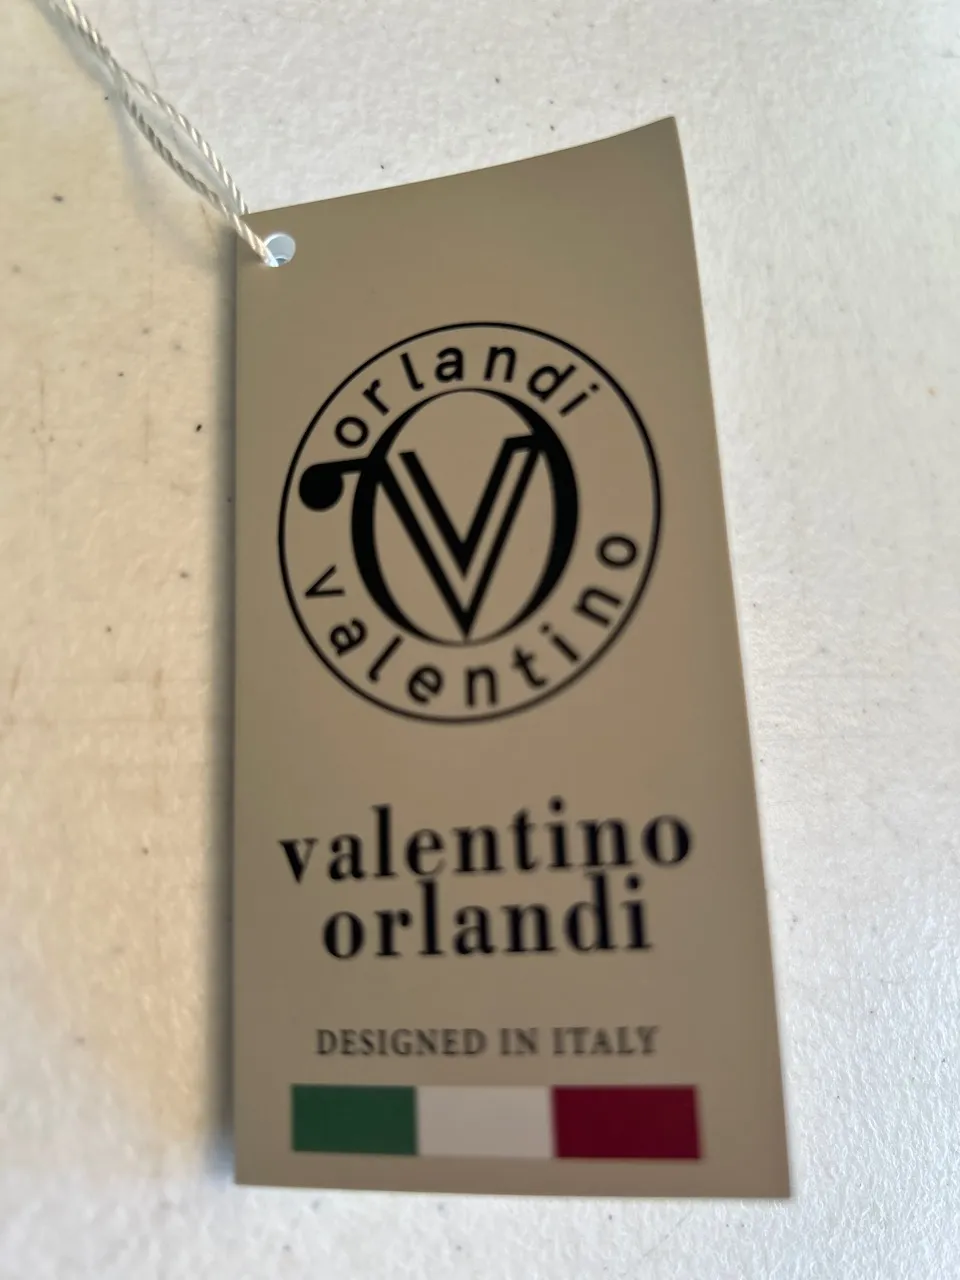 orlandi
valentino
valentino
orlandi
DESIGNED IN ITALY